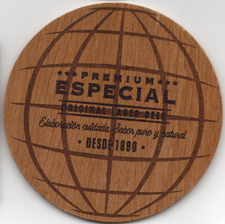 *** PREMIUM ***
ESPECIAL
ORIGINAL LAGER BEER
Elaboración cuidada. Sabor puro y natural
• DESDE 1890 •